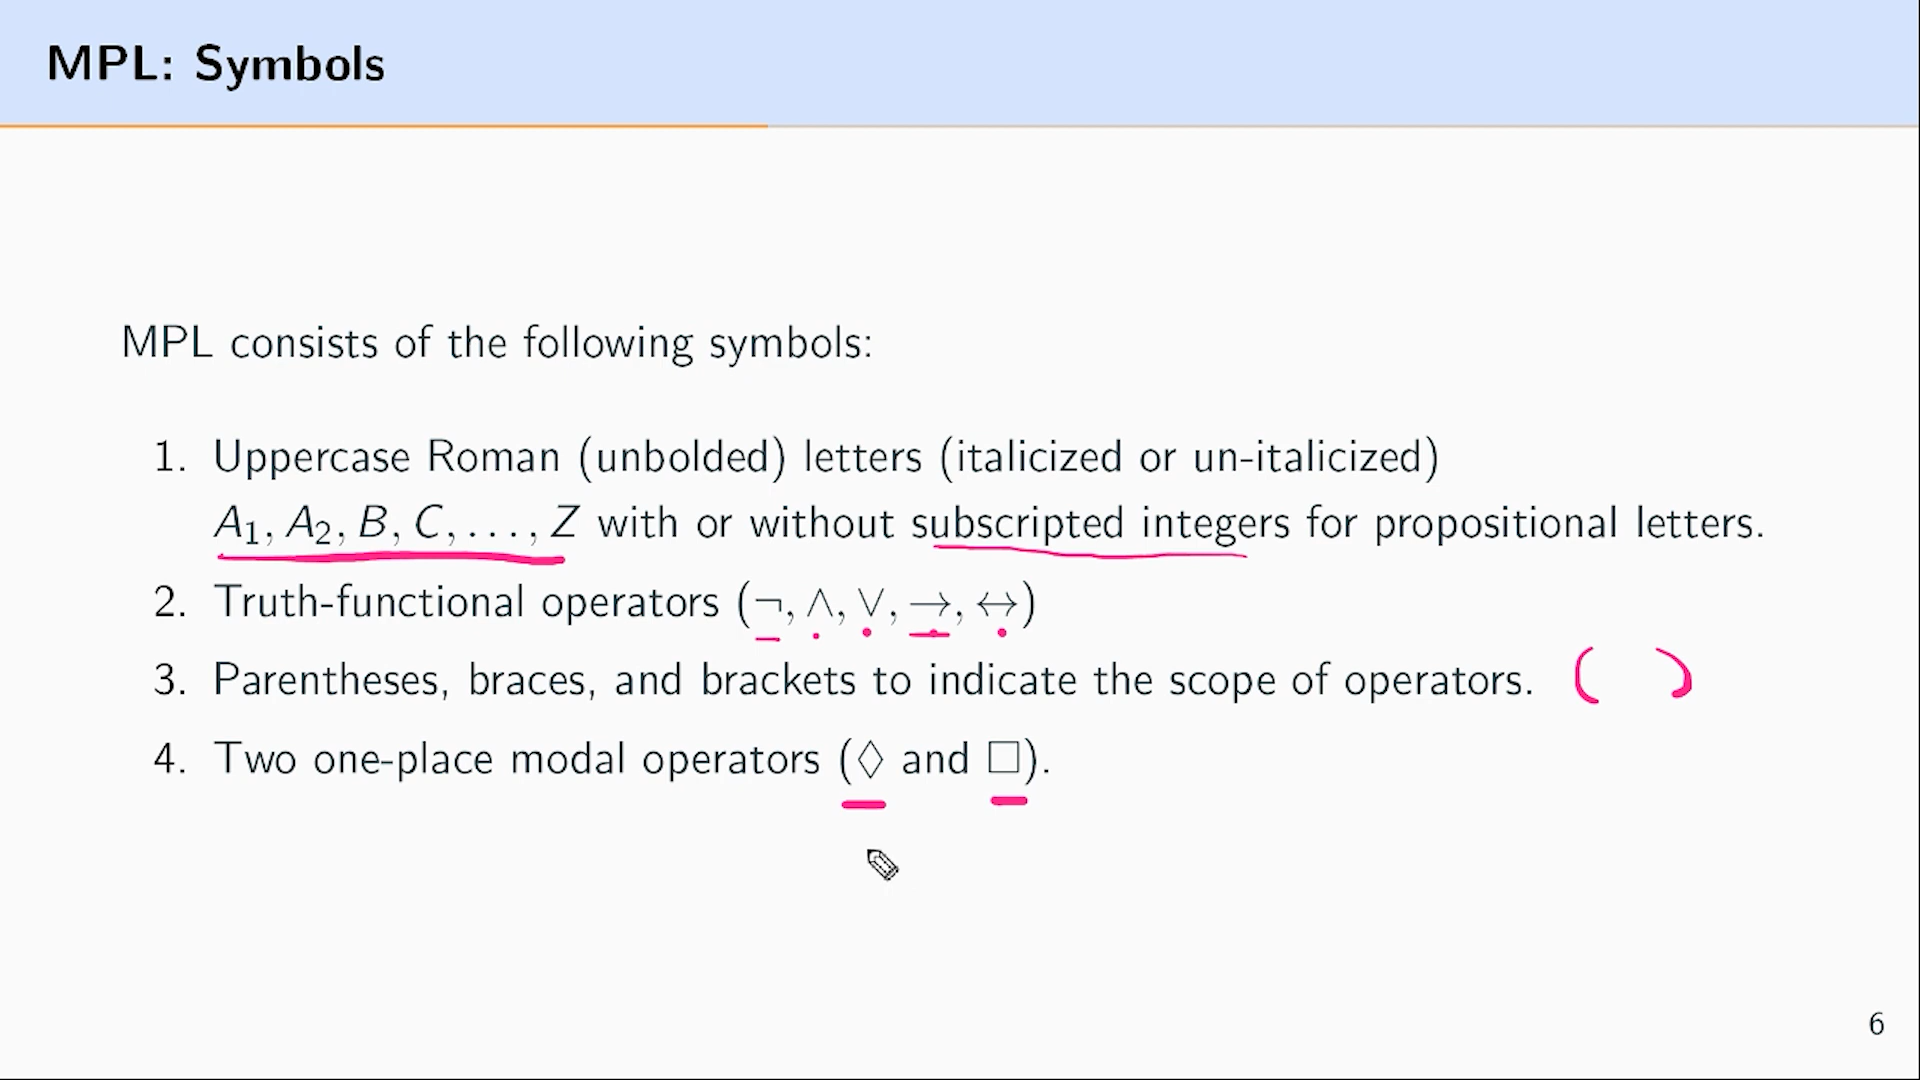 MPL: Symbols
MPL consists of the following symbols:
1. Uppercase Roman (unbolded) letters (italicized or un-italicized)
A₁, A₂, B, C, . . . , Z with or without subscripted integers for propositional letters.
2. Truth-functional operators (¬, ∧, ∨, →, ↔)
3. Parentheses, braces, and brackets to indicate the scope of operators. ( )
4. Two one-place modal operators (◊ and □).
6